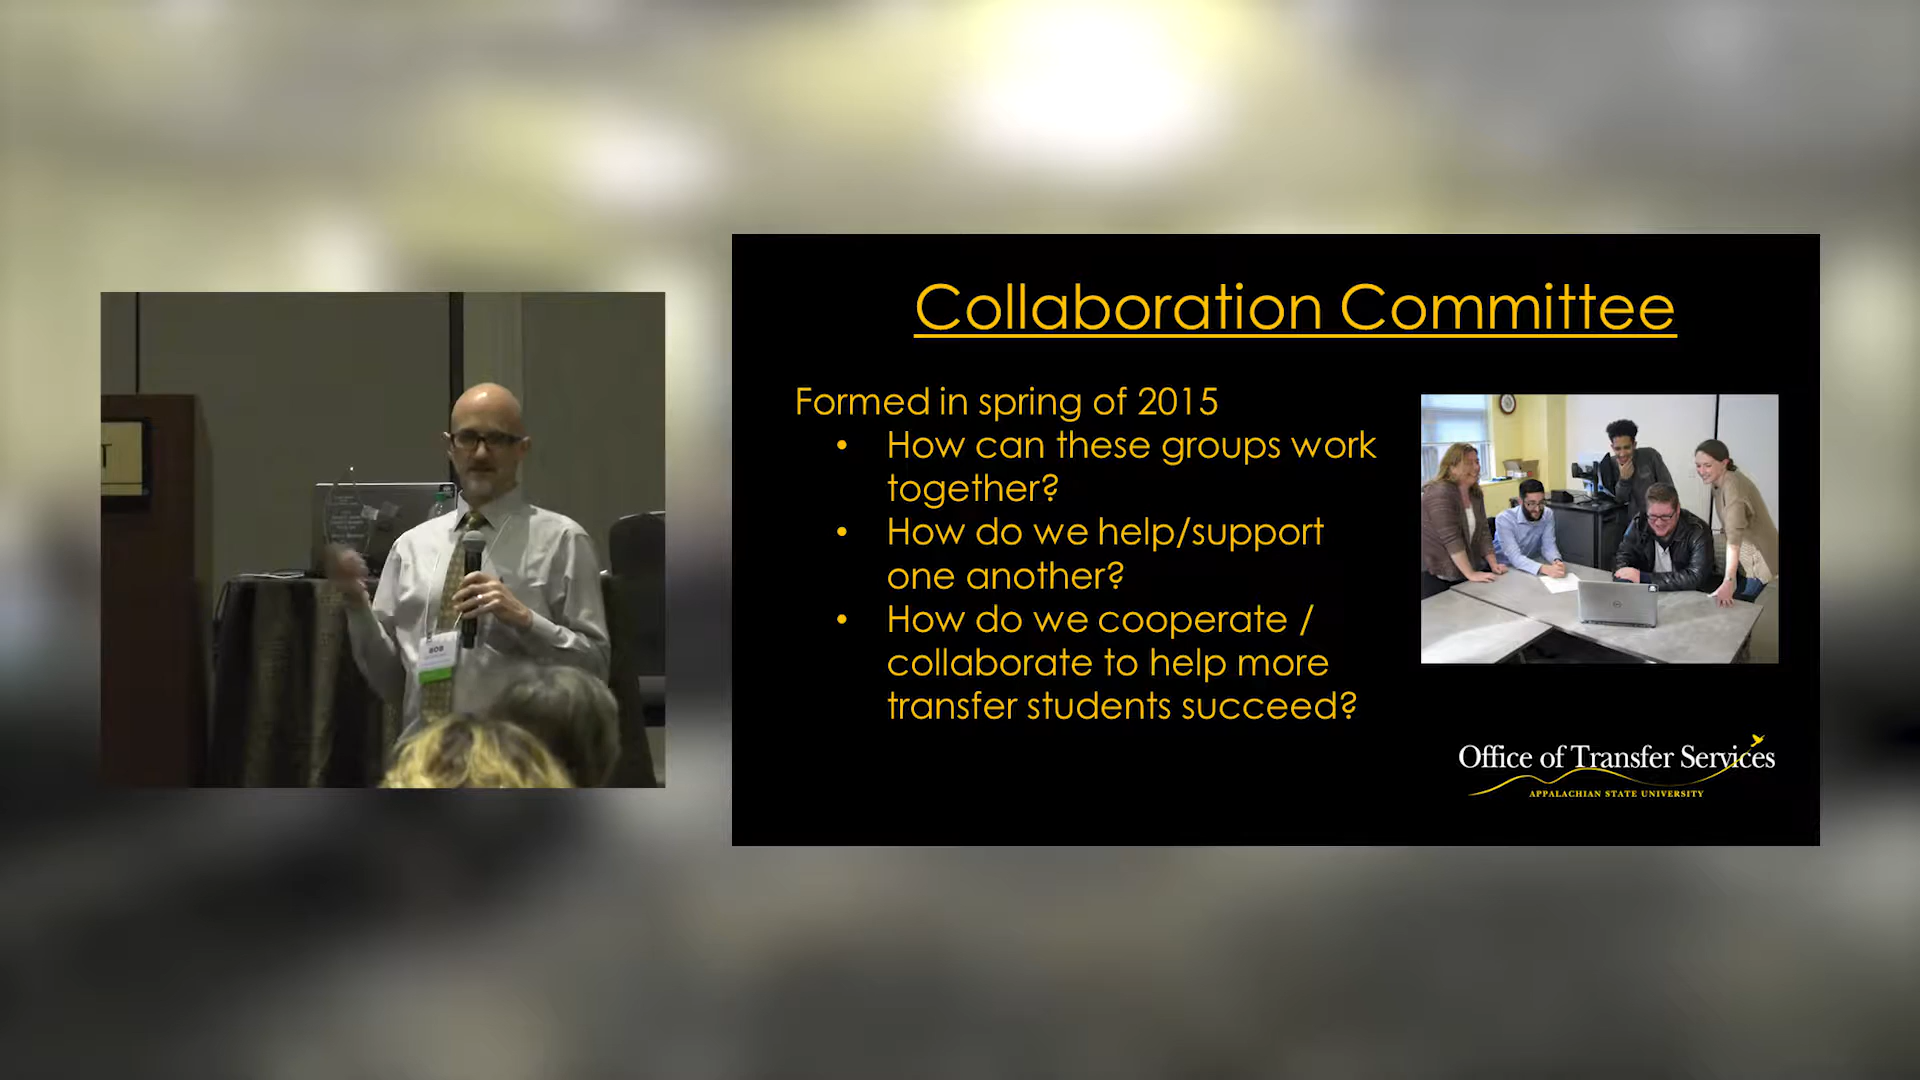 T
BOB
Collaboration Committee
Formed in spring of 2015
• How can these groups work
together?
• How do we help/support
one another?
• How do we cooperate /
collaborate to help more
transfer students succeed?
Office of Transfer Services
APPALACHIAN STATE UNIVERSITY